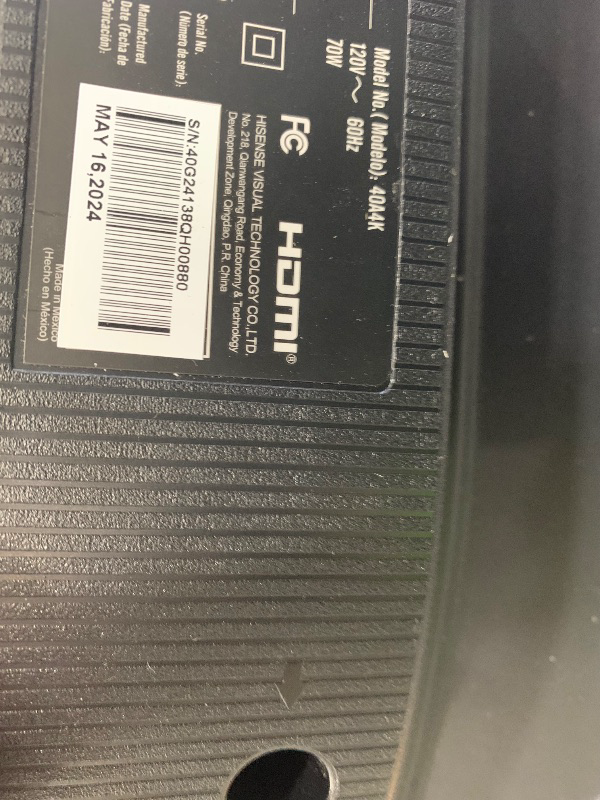 Model No.( Modelo): 40A4K
120V～ 60Hz
70W
FC HDMI®
HISENSE VISUAL TECHNOLOGY CO.,LTD.
No. 218, Qianwangang Road, Economy & Technology
Development Zone, Qingdao, P.R. China
Serial No.
(Número de serie):
S/N:40G24138QH00880
Manufactured
Date (Fecha de
fabricación):
MAY 16,2024
Made in Mexico
(Hecho en México)